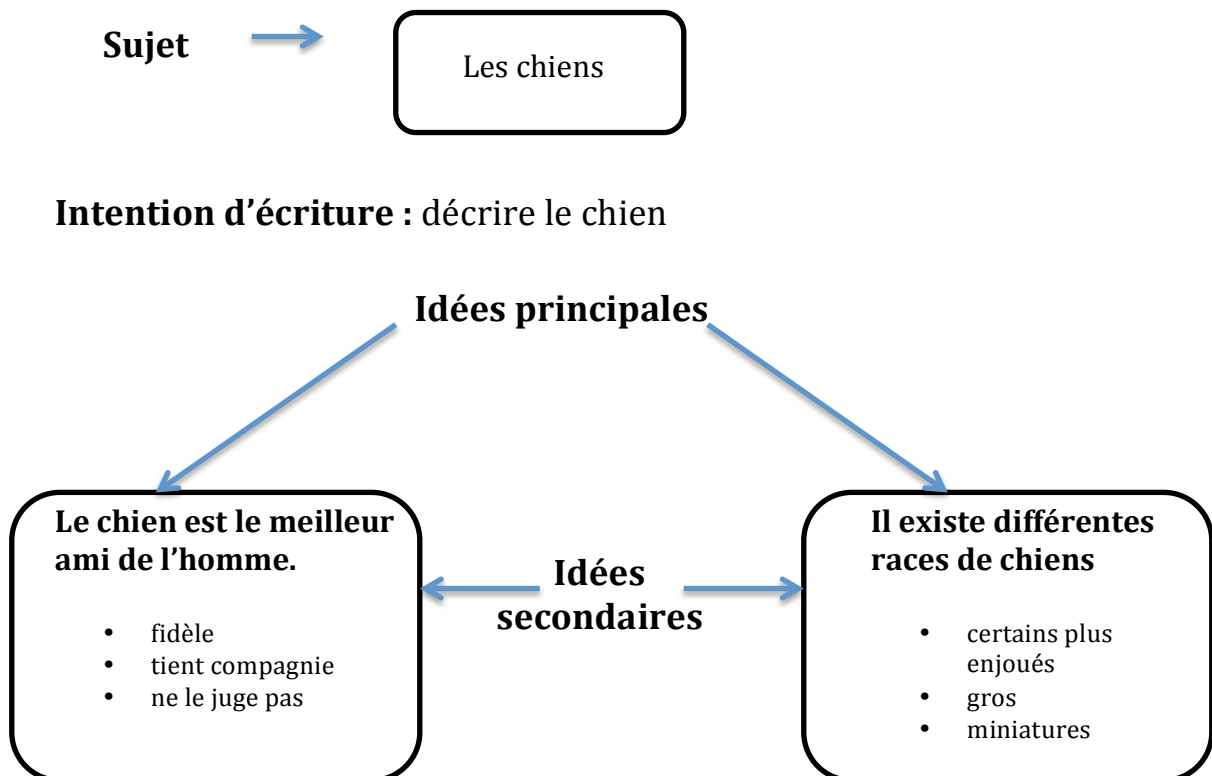 Sujet
Les chiens
Intention d’écriture : décrire le chien
Idées principales
Le chien est le meilleur
ami de l’homme.
• fidèle
• tient compagnie
• ne le juge pas
Idées
secondaires
Il existe différentes
races de chiens
• certains plus
enjoués
• gros
• miniatures